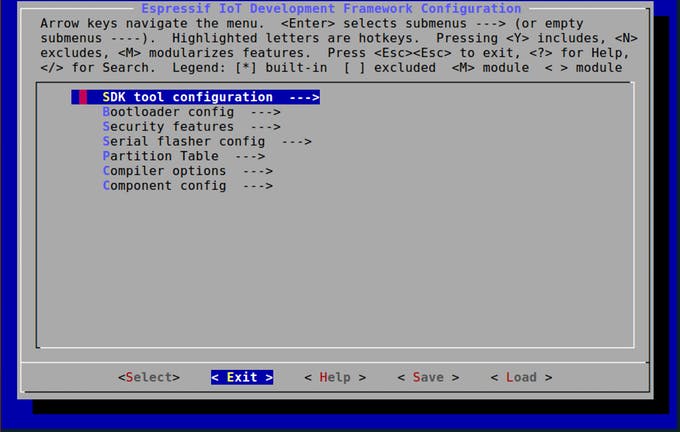 Espressif IoT Development Framework Configuration
Arrow keys navigate the menu.  <Enter> selects submenus ---> (or empty
submenus ----).  Highlighted letters are hotkeys.  Pressing <Y> includes, <N>
excludes, <M> modularizes features.  Press <Esc><Esc> to exit, <?> for Help,
</> for Search.  Legend: [*] built-in  [ ] excluded  <M> module  < > module
SDK tool configuration  --->
Bootloader config  --->
Security features  --->
Serial flasher config  --->
Partition Table  --->
Compiler options  --->
Component config  --->
<Select>    < Exit >    < Help >    < Save >    < Load >